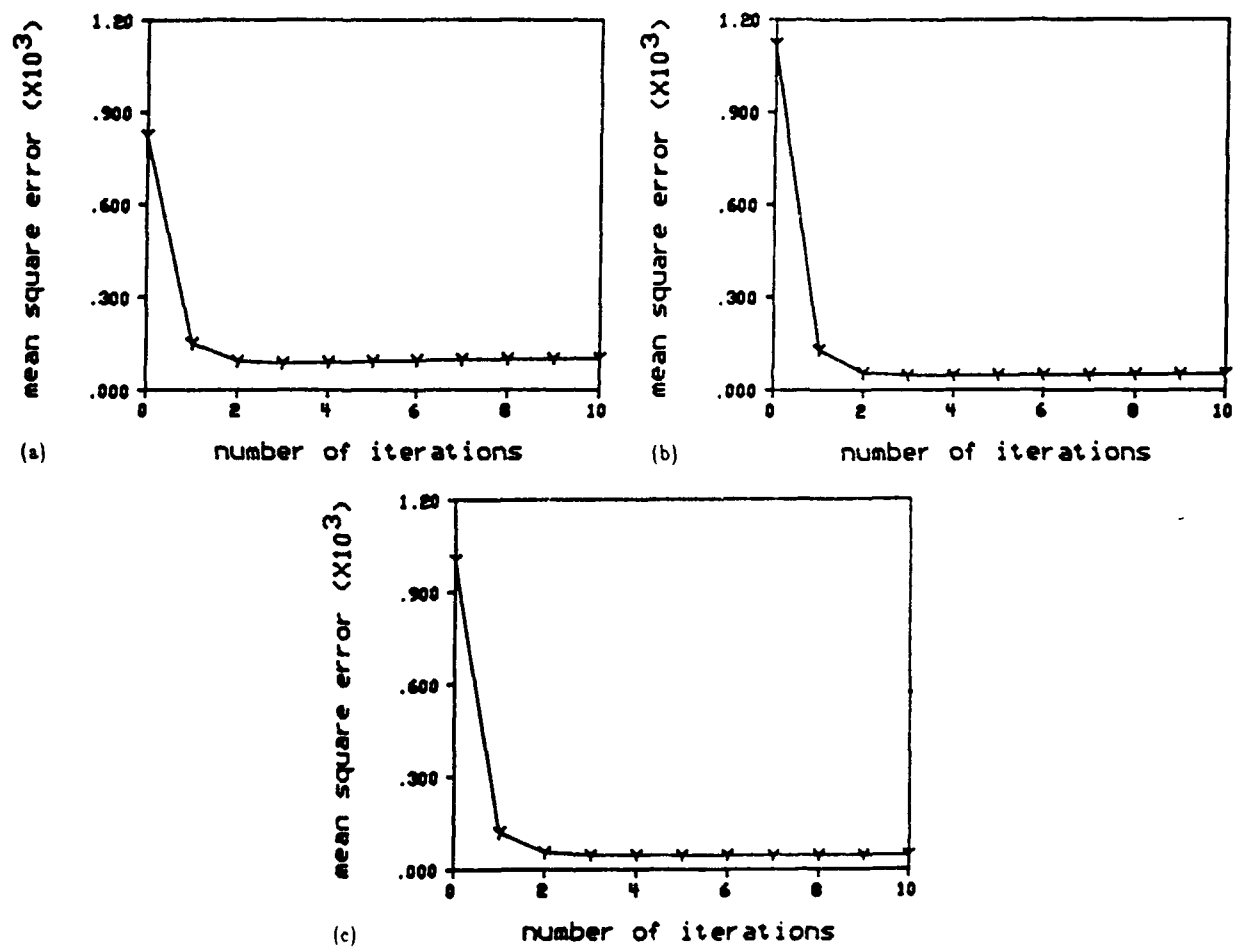 mean square error (X10³)
1.20
.900
.600
.300
.000
0 2 4 6 8 10
number of iterations
(a)
mean square error (X10³)
1.20
.900
.600
.300
.000
0 2 4 6 8 10
number of iterations
(b)
mean square error (X10³)
1.20
.900
.600
.300
.000
0 2 4 6 8 10
number of iterations
(c)